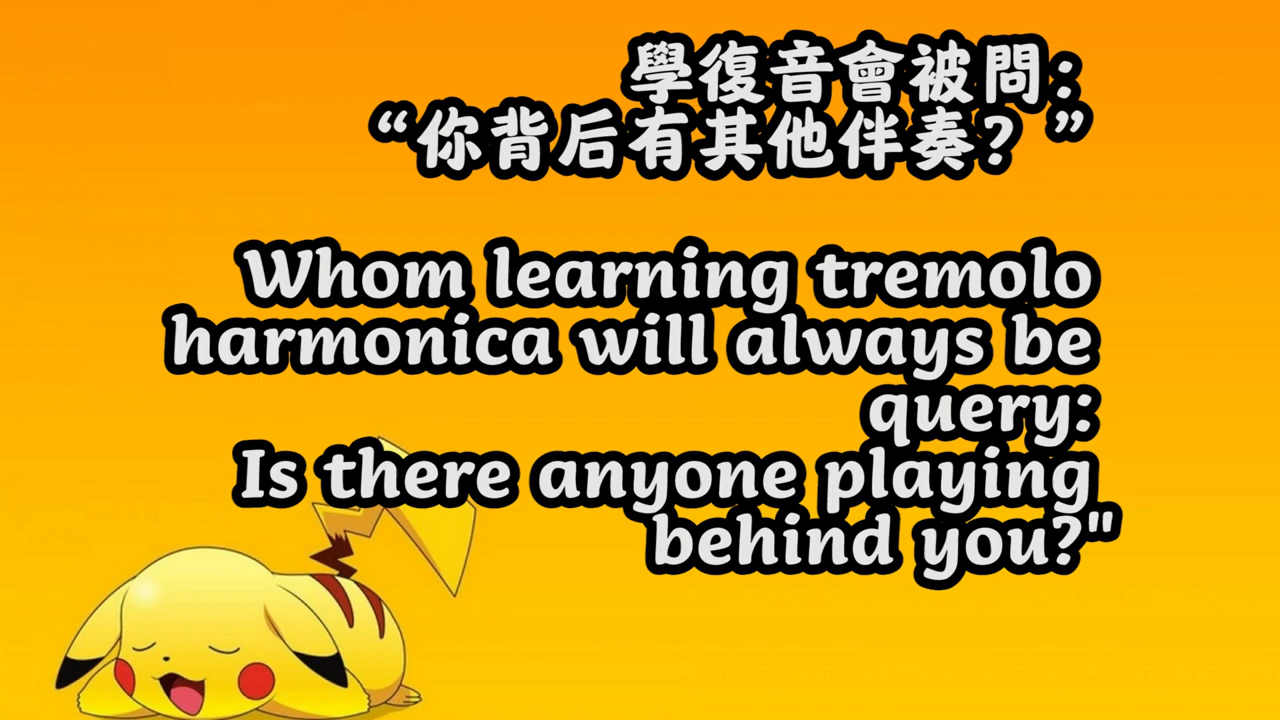 學復音會被問:
“你背后有其他伴奏？”
Whom learning tremolo
harmonica will always be
query:
Is there anyone playing
behind you?"